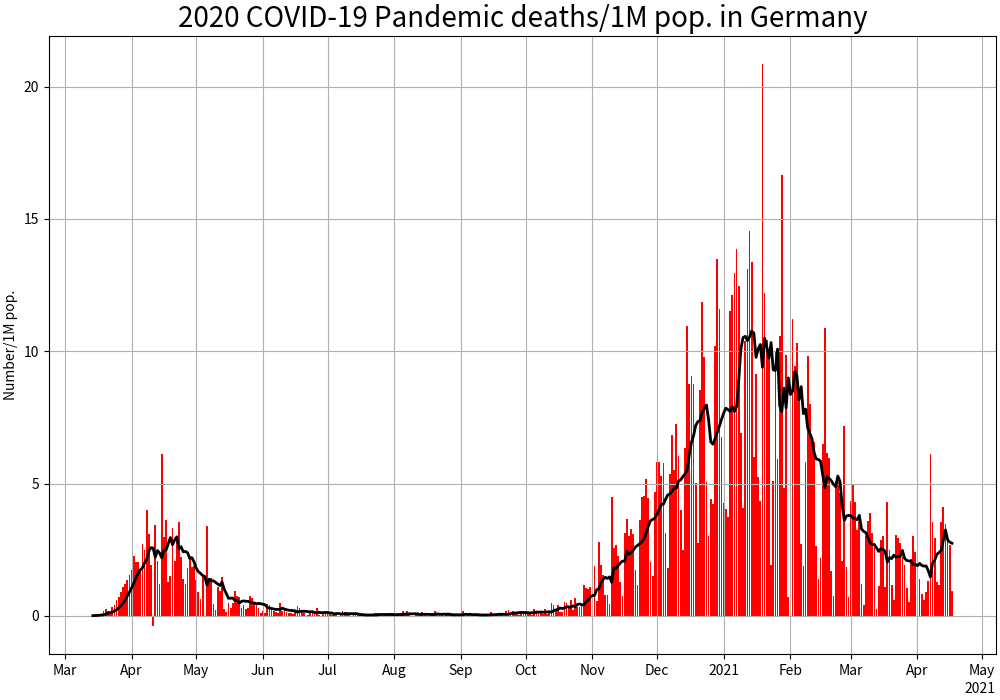 2020 COVID-19 Pandemic deaths/1M pop. in Germany
Number/1M pop.
20
15
10
5
0
Mar Apr May Jun Jul Aug Sep Oct Nov Dec 2021 Feb Mar Apr May
2021